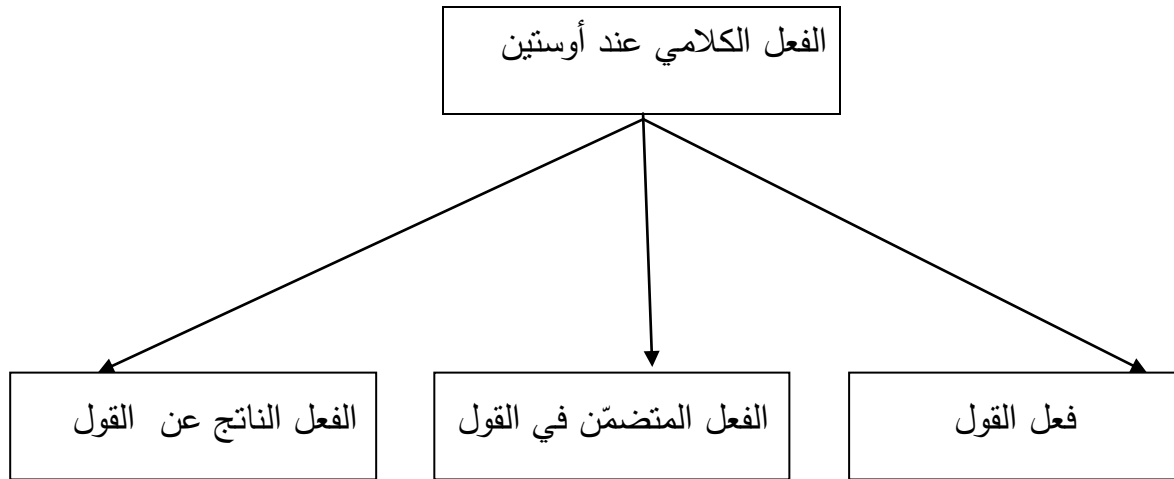 الفعل الكلامي عند أوستين
فعل القول
الفعل المتضمّن في القول
الفعل الناتج عن القول